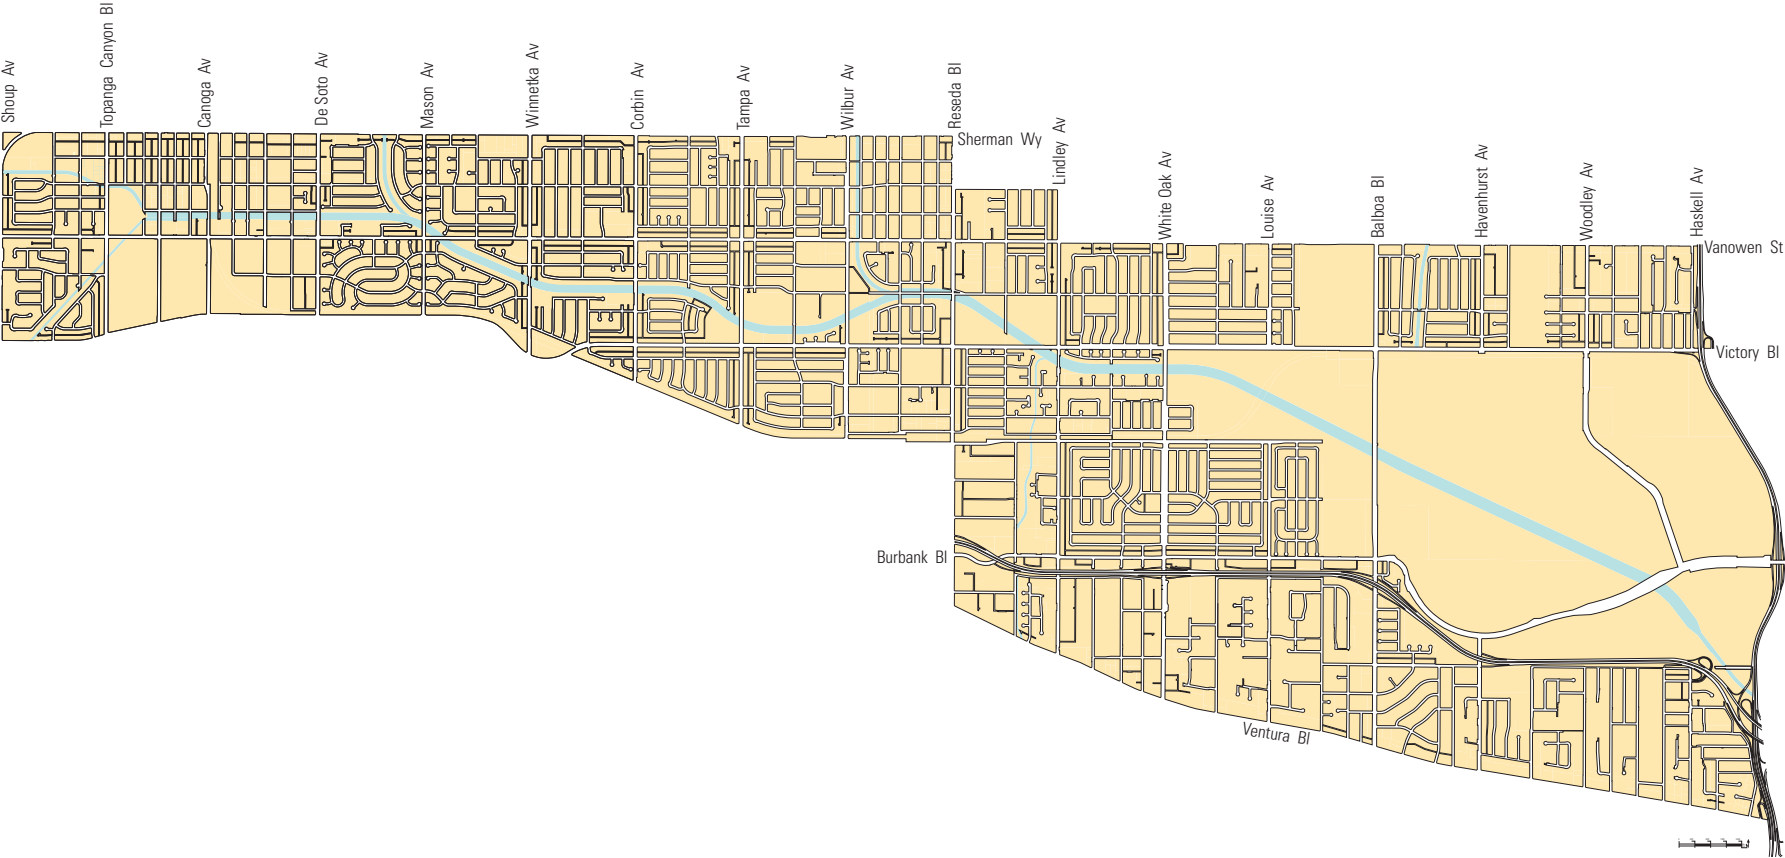 Shoup Av
Topanga Canyon Bl
Canoga Av
De Soto Av
Mason Av
Winnetka Av
Corbin Av
Tampa Av
Wilbur Av
Reseda Bl
Sherman Wy
Lindley Av
White Oak Av
Louise Av
Balboa Bl
Havenhurst Av
Woodley Av
Haskell Av
Vanowen St
Victory Bl
Burbank Bl
Ventura Bl